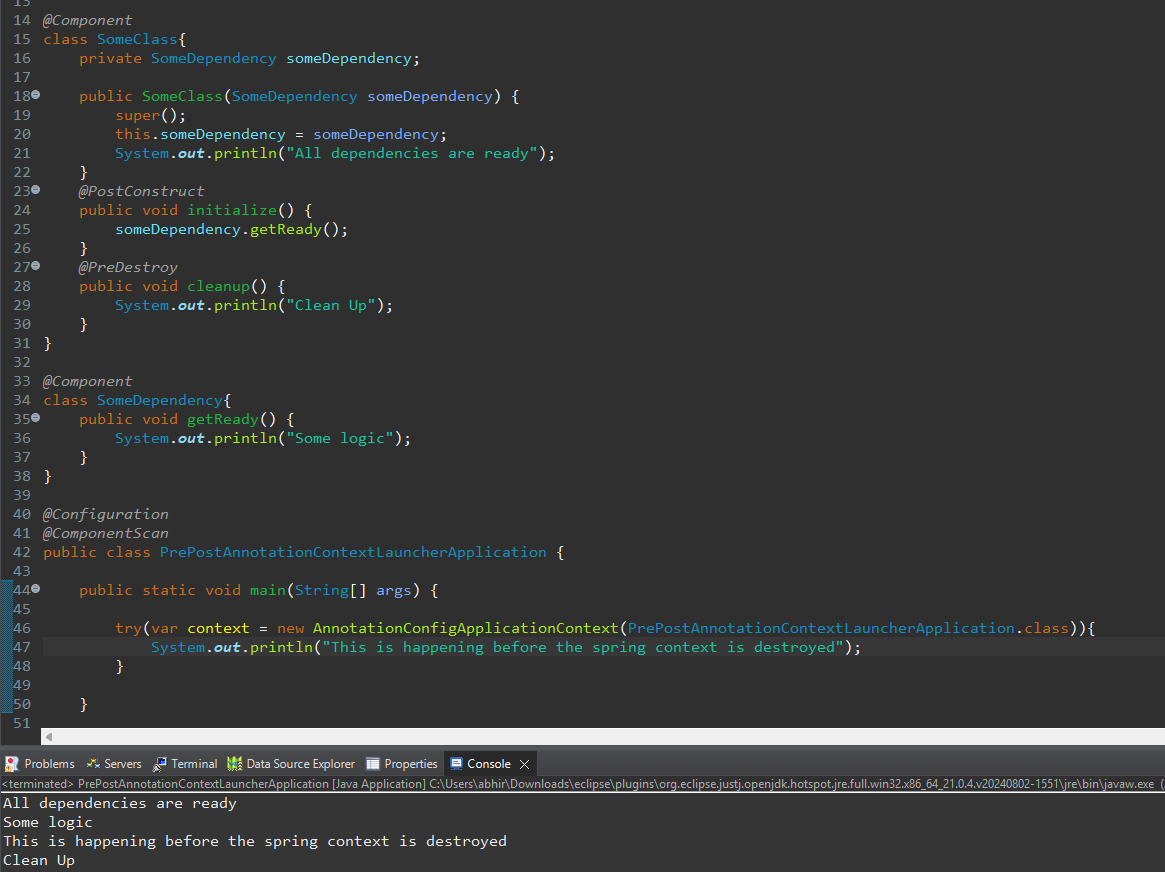 13
14 @Component
15 class SomeClass{
16     private SomeDependency someDependency;
17
18     public SomeClass(SomeDependency someDependency) {
19         super();
20         this.someDependency = someDependency;
21         System.out.println("All dependencies are ready");
22     }
23     @PostConstruct
24     public void initialize() {
25         someDependency.getReady();
26     }
27     @PreDestroy
28     public void cleanup() {
29         System.out.println("Clean Up");
30     }
31 }
32
33 @Component
34 class SomeDependency{
35     public void getReady() {
36         System.out.println("Some logic");
37     }
38 }
39
40 @Configuration
41 @ComponentScan
42 public class PrePostAnnotationContextLauncherApplication {
43
44     public static void main(String[] args) {
45
46         try(var context = new AnnotationConfigApplicationContext(PrePostAnnotationContextLauncherApplication.class)){
47             System.out.println("This is happening before the spring context is destroyed");
48         }
49
50     }
51
Problems Servers Terminal Data Source Explorer Properties Console
<terminated> PrePostAnnotationContextLauncherApplication [Java Application] C:\Users\abhir\Downloads\eclipse\plugins\org.eclipse.justj.openjdk.hotspot.jre.full.win32.x86_64_21.0.4.v20240802-1551\jre\bin\javaw.exe (
All dependencies are ready
Some logic
This is happening before the spring context is destroyed
Clean Up